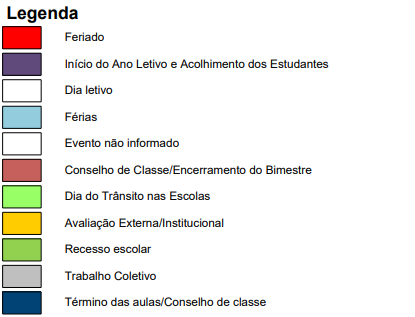 Legenda
Feriado
Início do Ano Letivo e Acolhimento dos Estudantes
Dia letivo
Férias
Evento não informado
Conselho de Classe/Encerramento do Bimestre
Dia do Trânsito nas Escolas
Avaliação Externa/Institucional
Recesso escolar
Trabalho Coletivo
Término das aulas/Conselho de classe